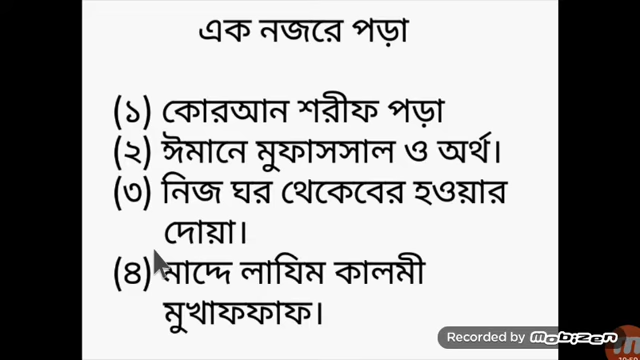 এক নজরে পড়া
(১) কোরআন শরীফ পড়া
(২) ঈমানে মুফাসসাল ও অর্থ।
(৩) নিজ ঘর থেকেবের হওয়ার
দোয়া।
(৪) মাদ্দে লাযিম কালমী
মুখাফফাফ।
Recorded by Mobizen